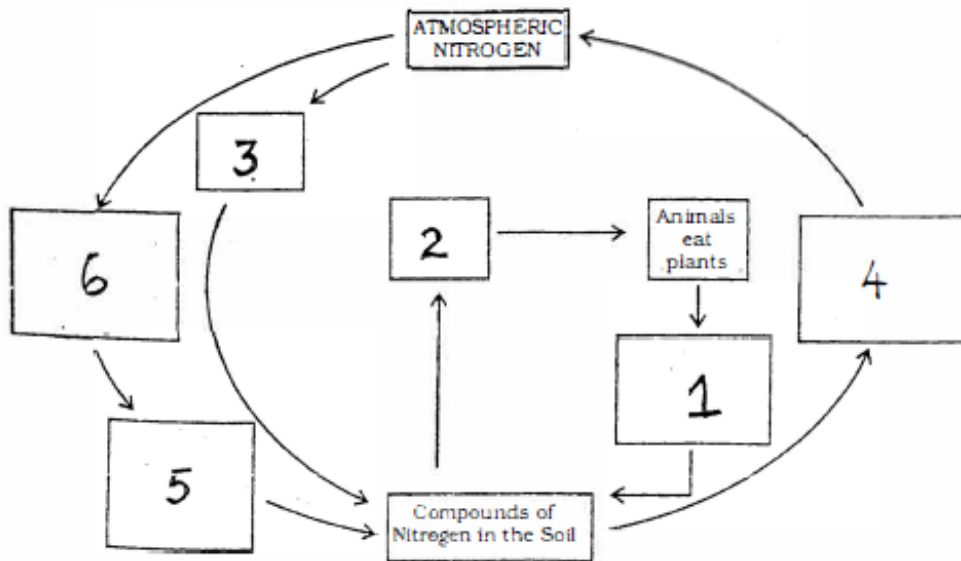 ATMOSPHERIC
NITROGEN
3
6
2
Animals
eat
plants
4
1
5
Compounds of
Nitrogen in the Soil